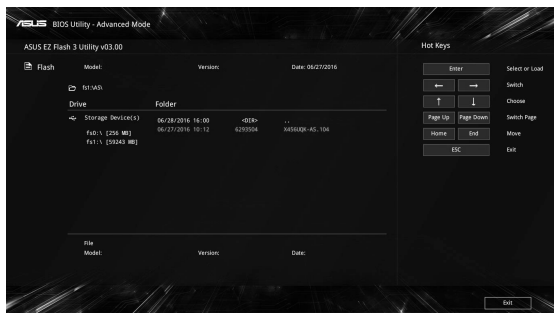 ASUS BIOS Utility - Advanced Mode
ASUS EZ Flash 3 Utility v03.00
Hot Keys
Flash Model: Version: Date: 06/27/2016
fs1:\A5\
Drive Folder
Storage Device(s)
fs0:\ [256 MB]
fs1:\ [59243 MB]
06/28/2016 16:00 <DIR> ..
06/27/2016 10:12 6293504 X456UQK-AS.104
File
Model: Version: Date:
Enter Select or Load
← → Switch
↑ ↓ Choose
Page Up Page Down Switch Page
Home End Move
ESC Exit
Exit